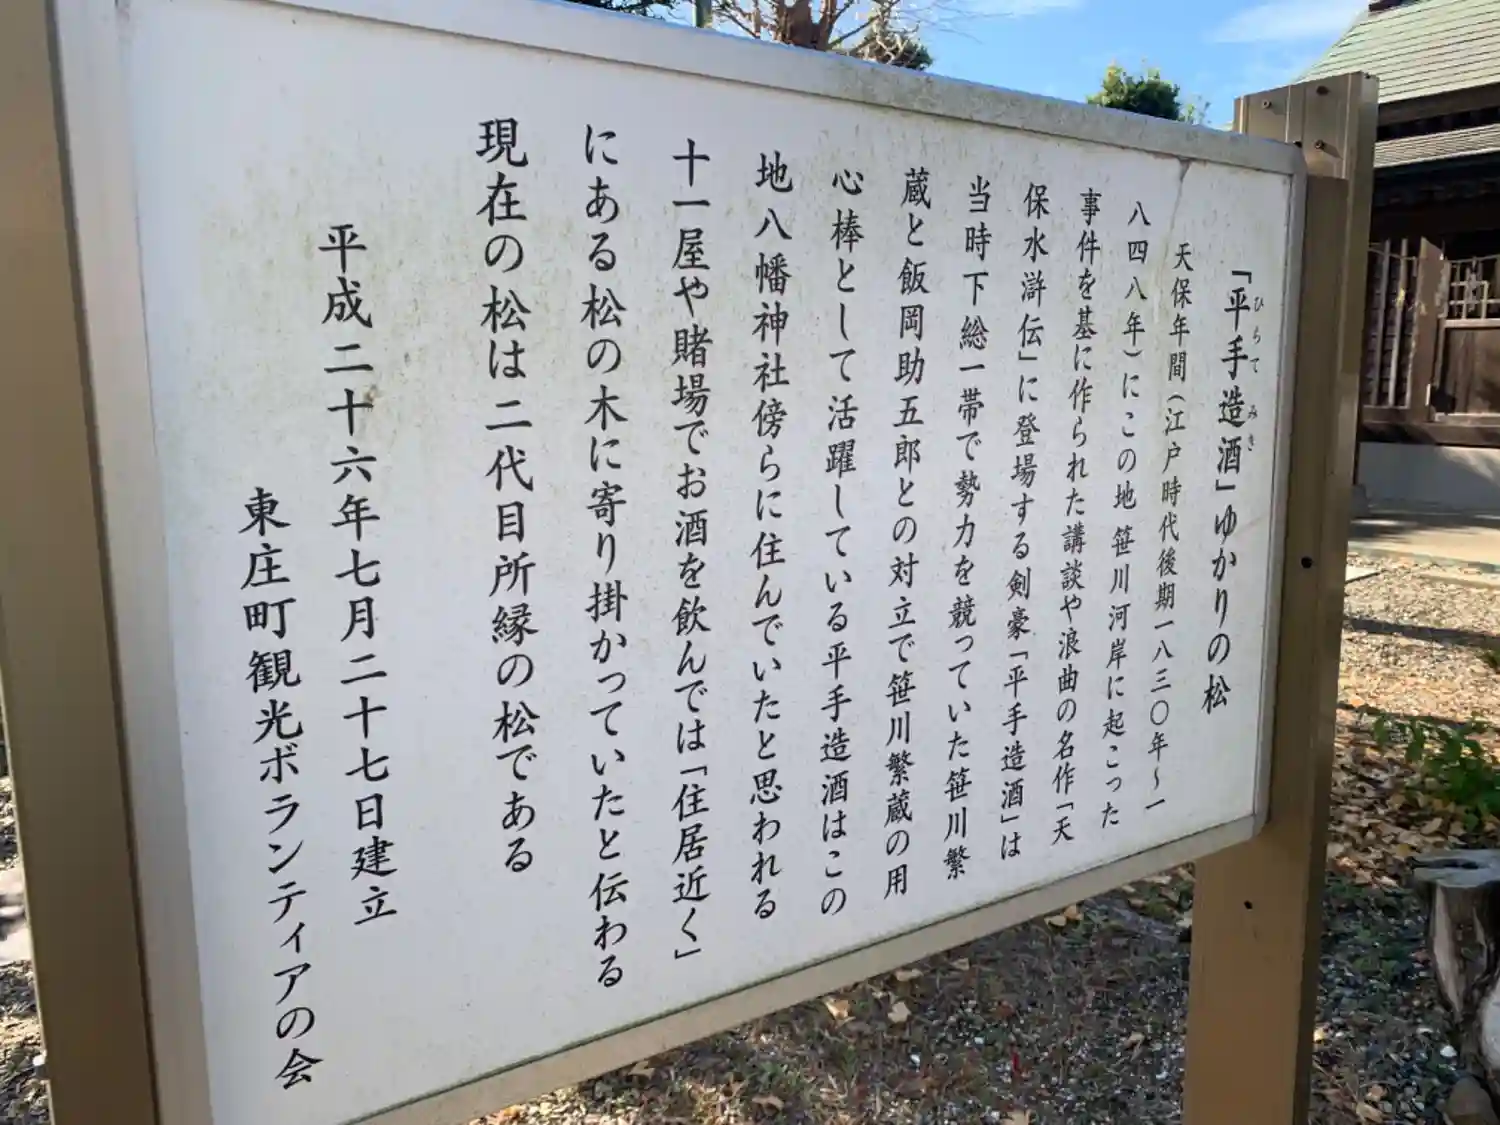 「平手造酒」ゆかりの松
ひらて みき
天保年間(江戸時代後期一八三〇年~一
八四八年)にこの地 笹川河岸に起こった
事件を基に作られた講談や浪曲の名作「天
保水滸伝」に登場する剣豪「平手造酒」は
当時下総一帯で勢力を競っていた笹川繁
蔵と飯岡助五郎との対立で笹川繁蔵の用
心棒として活躍している平手造酒はこの
地八幡神社傍らに住んでいたと思われる
十一屋や賭場でお酒を飲んでは「住居近く」
にある松の木に寄り掛かっていたと伝わる
現在の松は二代目所縁の松である
平成二十六年七月二十七日建立
東庄町観光ボランティアの会